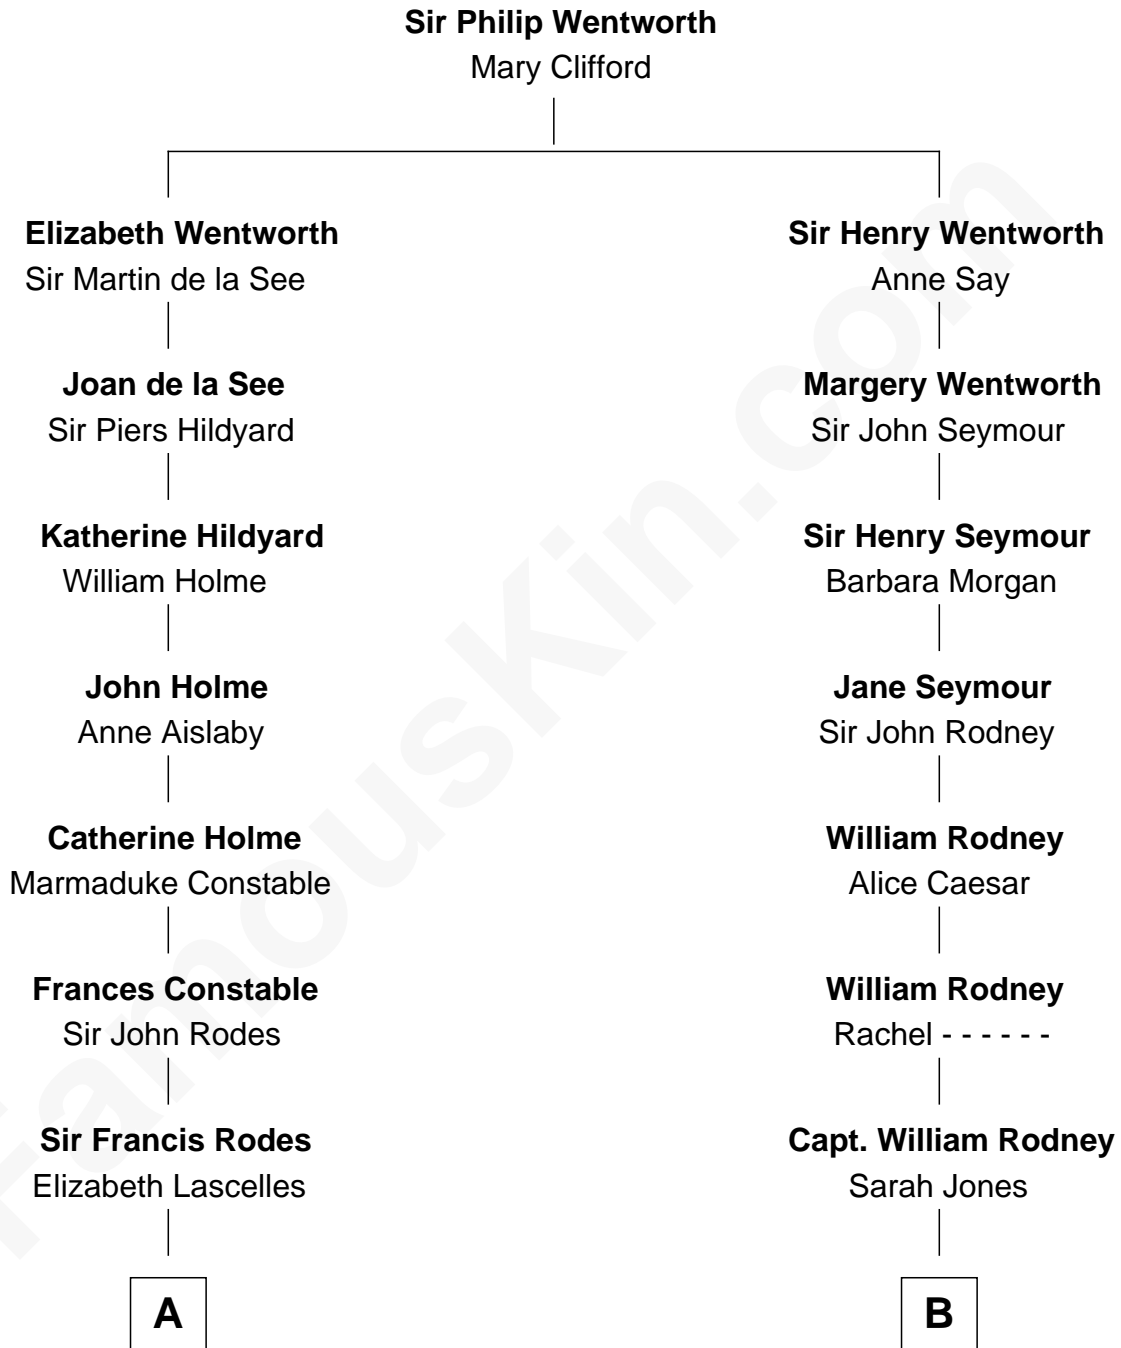 Sir Philip Wentworth
Mary Clifford
Elizabeth Wentworth
Sir Martin de la See
Sir Henry Wentworth
Anne Say
Joan de la See
Sir Piers Hildyard
Margery Wentworth
Sir John Seymour
Katherine Hildyard
William Holme
Sir Henry Seymour
Barbara Morgan
John Holme
Anne Aislaby
Jane Seymour
Sir John Rodney
Catherine Holme
Marmaduke Constable
William Rodney
Alice Caesar
Frances Constable
Sir John Rodes
William Rodney
Rachel - - - - - -
Sir Francis Rodes
Elizabeth Lascelles
Capt. William Rodney
Sarah Jones
A
B
FamousKin.com